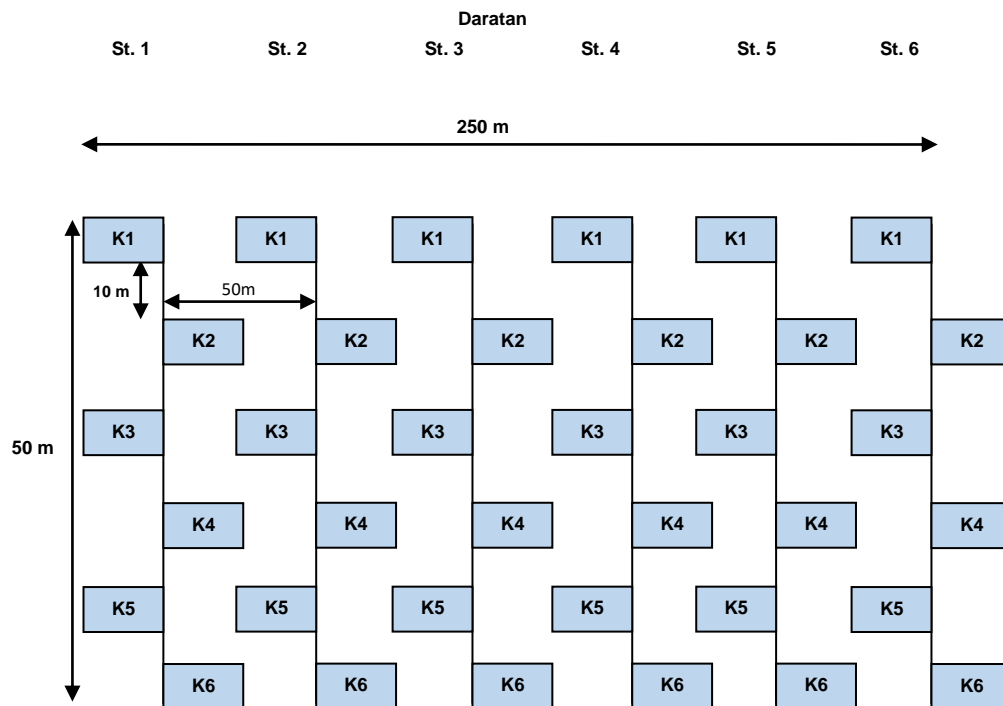 Daratan
St. 1 St. 2 St. 3 St. 4 St. 5 St. 6
250 m
K1 K1 K1 K1 K1 K1
10 m 50m
K2 K2 K2 K2 K2 K2
K3 K3 K3 K3 K3 K3
50 m
K4 K4 K4 K4 K4 K4
K5 K5 K5 K5 K5 K5
K6 K6 K6 K6 K6 K6